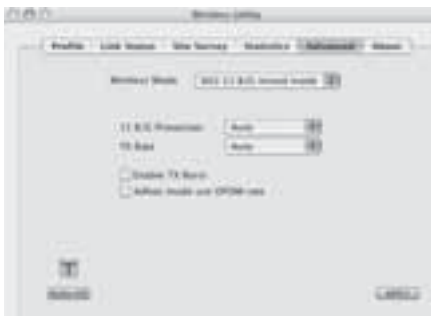 Wireless Utility
Profile Link Status Site Survey Statistics Advanced About
Wireless Mode 802.11 B/G mixed mode
11 B/G Protection Auto
TX Rate Auto
Enable TX Burst
Adhoc mode use OFDM rate
APPLY